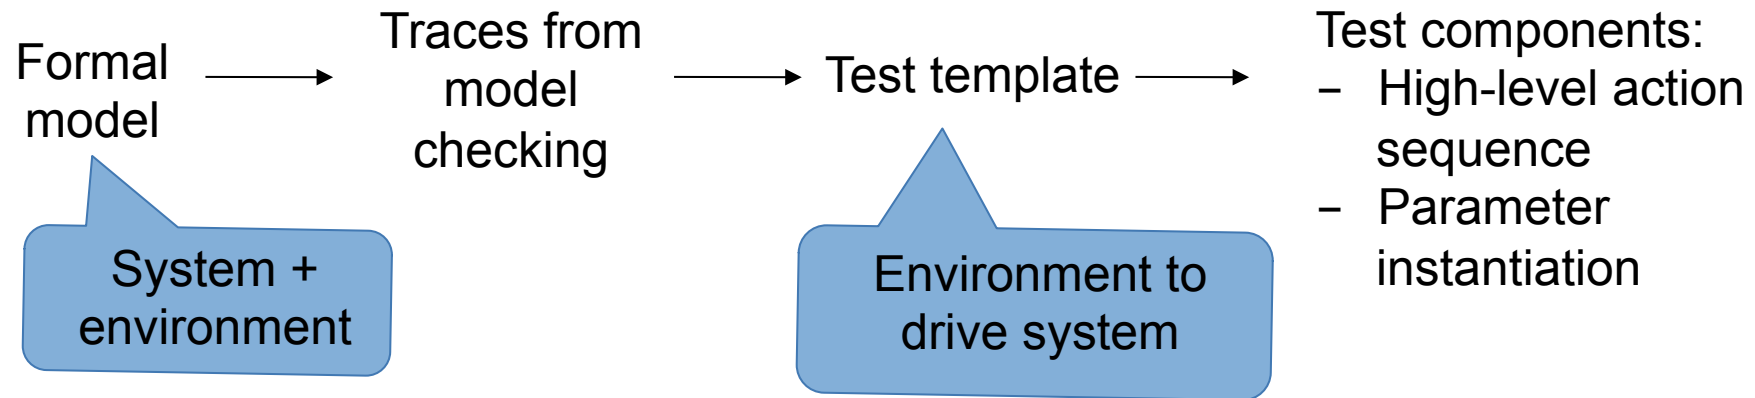 Formal
model
Traces from
model
checking
Test template
Test components:
– High-level action
sequence
– Parameter
instantiation
System +
environment
Environment to
drive system